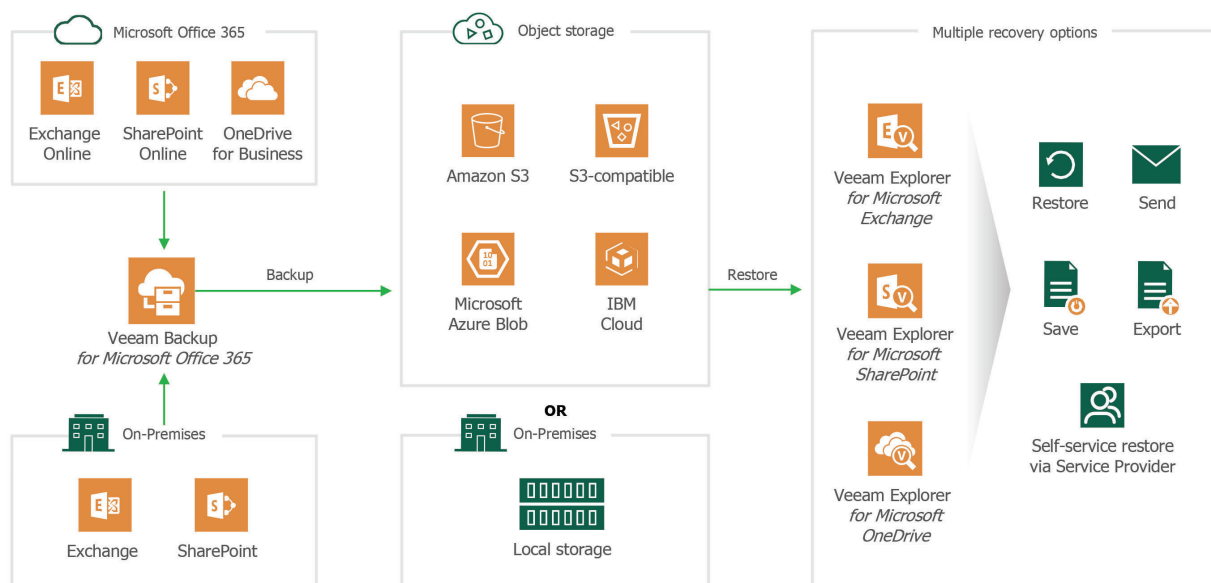 Microsoft Office 365
Exchange
Online
SharePoint
Online
OneDrive
for Business
Veeam Backup
for Microsoft Office 365
On-Premises
Exchange
SharePoint
Backup
Object storage
Amazon S3
S3-compatible
10
01
Microsoft
Azure Blob
IBM
Cloud
OR
On-Premises
Local storage
Restore
Multiple recovery options
Veeam Explorer
for Microsoft
Exchange
Veeam Explorer
for Microsoft
SharePoint
Veeam Explorer
for Microsoft
OneDrive
Restore
Send
Save
Export
Self-service restore
via Service Provider